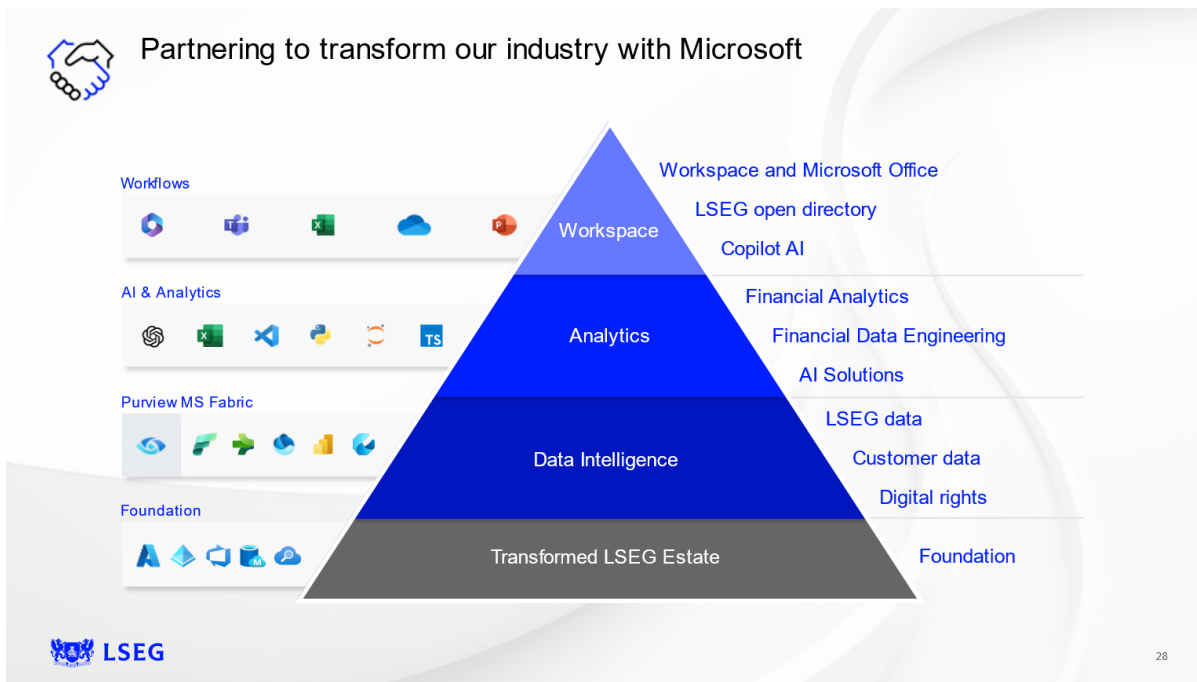 Partnering to transform our industry with Microsoft
Workflows
Workspace
Workspace and Microsoft Office
LSEG open directory
Copilot AI
AI & Analytics
TS
Analytics
Financial Analytics
Financial Data Engineering
AI Solutions
Purview MS Fabric
Data Intelligence
LSEG data
Customer data
Digital rights
Foundation
M
Transformed LSEG Estate
Foundation
LSEG
28